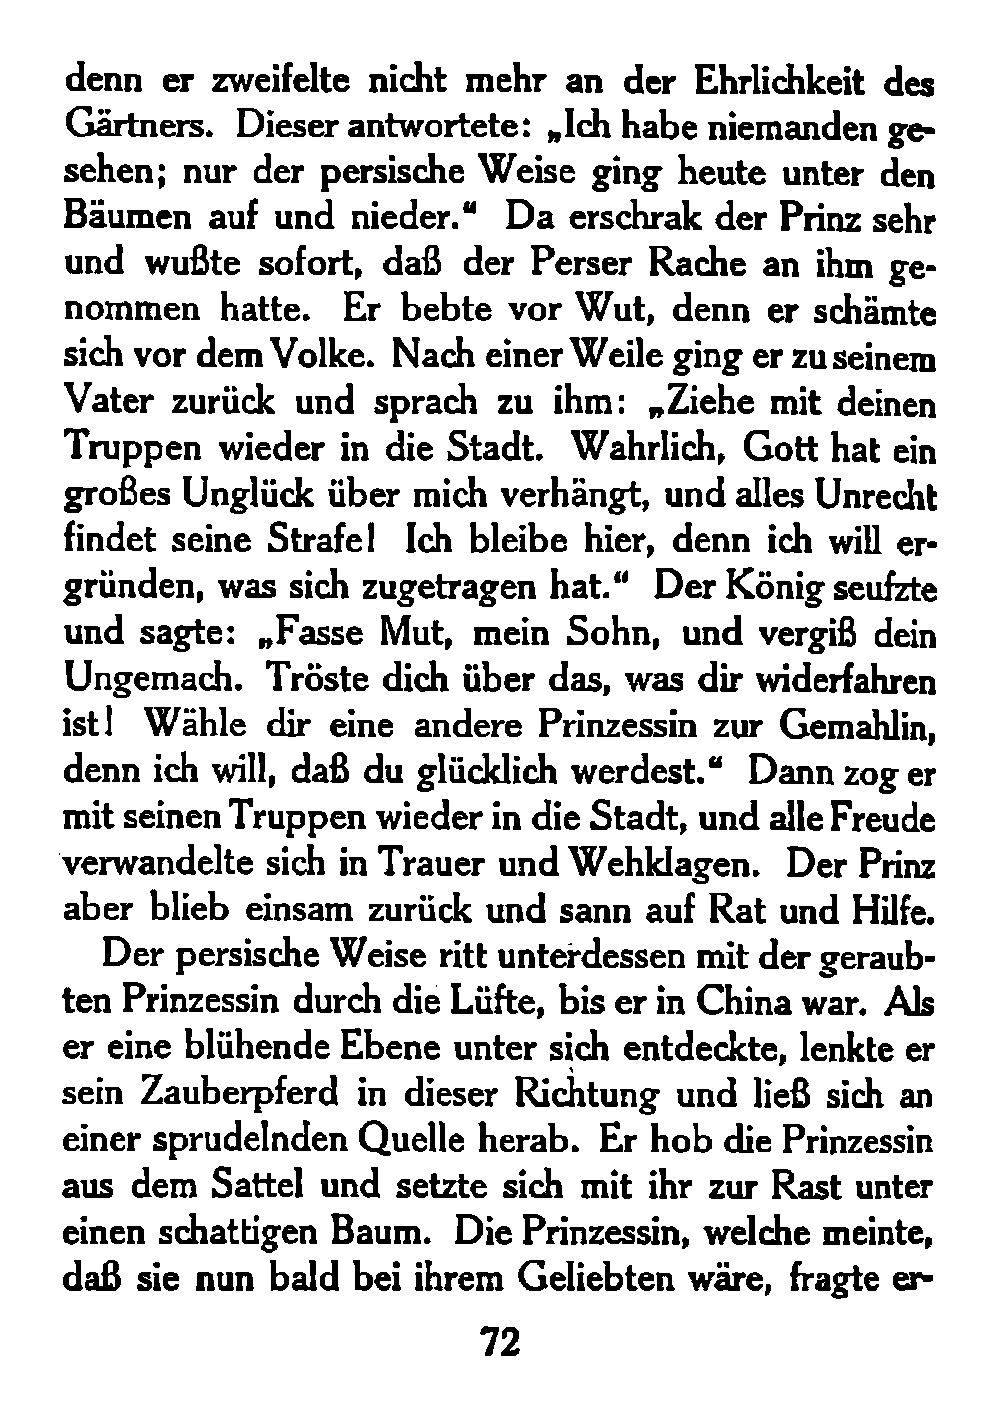 denn er zweifelte nicht mehr an der Ehrlichkeit des
Gärtners. Dieser antwortete: „Ich habe niemanden ge-
sehen; nur der persische Weise ging heute unter den
Bäumen auf und nieder.“ Da erschrak der Prinz sehr
und wußte sofort, daß der Perser Rache an ihm ge-
nommen hatte. Er bebte vor Wut, denn er schämte
sich vor dem Volke. Nach einer Weile ging er zu seinem
Vater zurück und sprach zu ihm: „Ziehe mit deinen
Truppen wieder in die Stadt. Wahrlich, Gott hat ein
großes Unglück über mich verhängt, und alles Unrecht
findet seine Strafe! Ich bleibe hier, denn ich will er-
gründen, was sich zugetragen hat.“ Der König seufzte
und sagte: „Fasse Mut, mein Sohn, und vergiß dein
Ungemach. Tröste dich über das, was dir widerfahren
ist! Wähle dir eine andere Prinzessin zur Gemahlin,
denn ich will, daß du glücklich werdest.“ Dann zog er
mit seinen Truppen wieder in die Stadt, und alle Freude
verwandelte sich in Trauer und Wehklagen. Der Prinz
aber blieb einsam zurück und sann auf Rat und Hilfe.
Der persische Weise ritt unterdessen mit der geraub-
ten Prinzessin durch die Lüfte, bis er in China war. Als
er eine blühende Ebene unter sich entdeckte, lenkte er
sein Zauberpferd in dieser Richtung und ließ sich an
einer sprudelnden Quelle herab. Er hob die Prinzessin
aus dem Sattel und setzte sich mit ihr zur Rast unter
einen schattigen Baum. Die Prinzessin, welche meinte,
daß sie nun bald bei ihrem Geliebten wäre, fragte er-
72